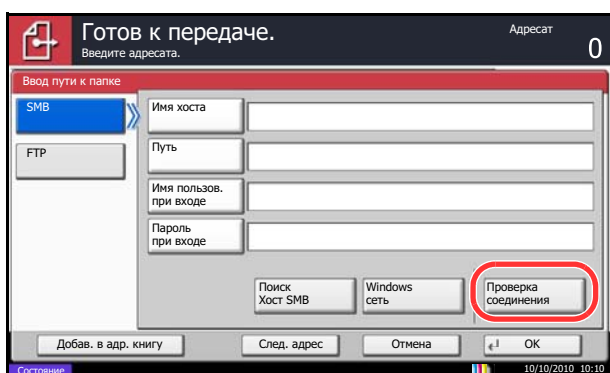 Готов к передаче.
Адресат
Введите адресата.
0
Ввод пути к папке
SMB
Имя хоста
FTP
Путь
Имя пользов.
при входе
Пароль
при входе
Поиск
Хост SMB
Windows
сеть
Проверка
соединения
Добав. в адр. книгу
След. адрес
Отмена
OK
Состояние
10/10/2010 10:10